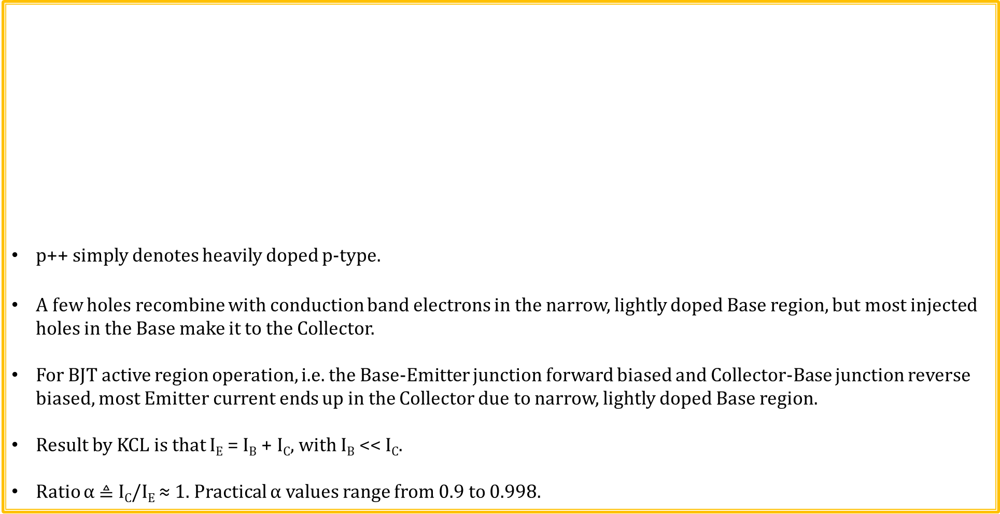 • p++ simply denotes heavily doped p-type.
• A few holes recombine with conduction band electrons in the narrow, lightly doped Base region, but most injected
holes in the Base make it to the Collector.
• For BJT active region operation, i.e. the Base-Emitter junction forward biased and Collector-Base junction reverse
biased, most Emitter current ends up in the Collector due to narrow, lightly doped Base region.
• Result by KCL is that I_E = I_B + I_C, with I_B << I_C.
• Ratio α ≜ I_C/I_E ≈ 1. Practical α values range from 0.9 to 0.998.